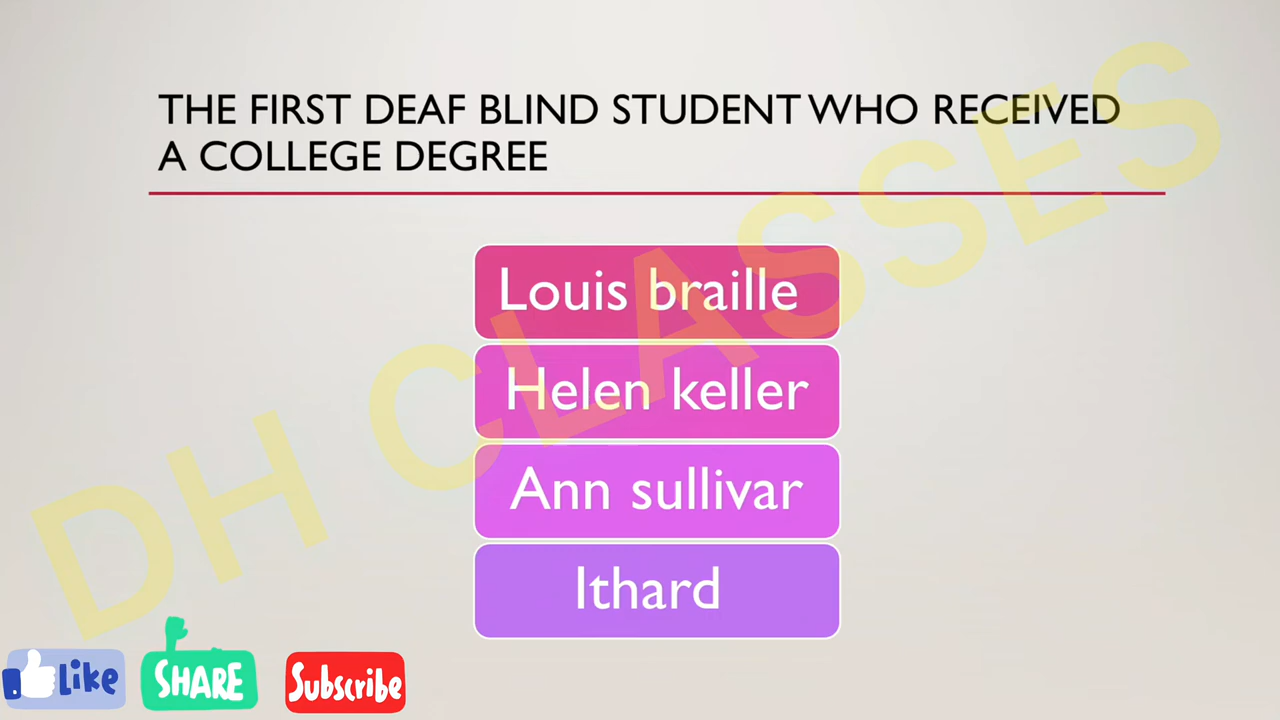 THE FIRST DEAF BLIND STUDENT WHO RECEIVED
A COLLEGE DEGREE
Louis braille
Helen keller
Ann sullivar
Ithard
DH CLASSES
Like
SHARE
Subscribe